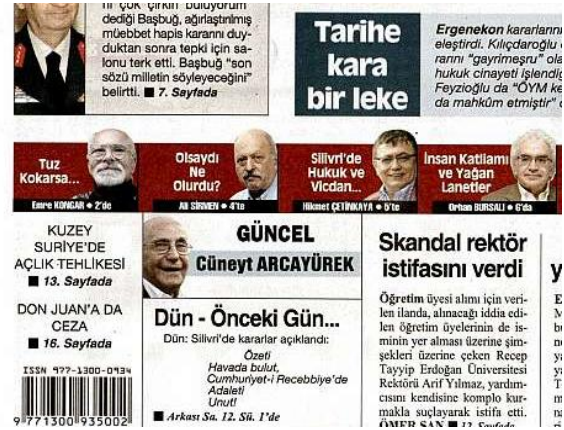 çok çirkin buluyorum"
dediği Başbuğ, ağırlaştırılmış
müebbet hapis kararını duy-
duktan sonra tepki için sa-
lonu terk etti. Başbuğ "son
sözü milletin söyleyeceğini"
belirtti. ■ 7. Sayfada
Tarihe
kara
bir leke
Ergenekon kararlarını
eleştirdi. Kılıçdaroğlu
rarını "gayrimeşru" ola
hukuk cinayeti işlendiğ
Feyzioğlu da "ÖYM ke
da mahkûm etmiştir"
Tuz
Kokarsa...
Emre KONGAR ● 2'de
Olsaydı
Ne
Olurdu?
Ali SİRMEN ● 4'te
Silivri'de
Hukuk ve
Vicdan...
Hikmet ÇETİNKAYA ● 5'te
İnsan Katliamı
ve Yağan
Lanetler
Orhan BURSALI ● 6'da
KUZEY
SURİYE'DE
AÇLIK TEHLİKESİ
■ 13. Sayfada
DON JUAN'A DA
CEZA
■ 16. Sayfada
ISSN 977-1300-0934
9 771300 935002
GÜNCEL
Cüneyt ARCAYÜREK
Dün - Önceki Gün...
Dün: Silivri'de kararlar açıklandı:
Özeti
Havada bulut,
Cumhuriyet-i Recebbiye'de
Adaleti
Unut!
■ Arkası Sa. 12. Sü. 1'de
Skandal rektör
istifasını verdi
Öğretim üyesi alımı için veri-
len ilanda, alınacağı iddia edi-
len öğretim üyelerinin de is-
minin yer alması üzerine şim-
şekleri üzerine çeken Recep
Tayyip Erdoğan Üniversitesi
Rektörü Arif Yılmaz, yardım-
cısını kendisine komplo kur-
makla suçlayarak istifa etti.
ÖMER ŞAN ■ 12. Sayfada